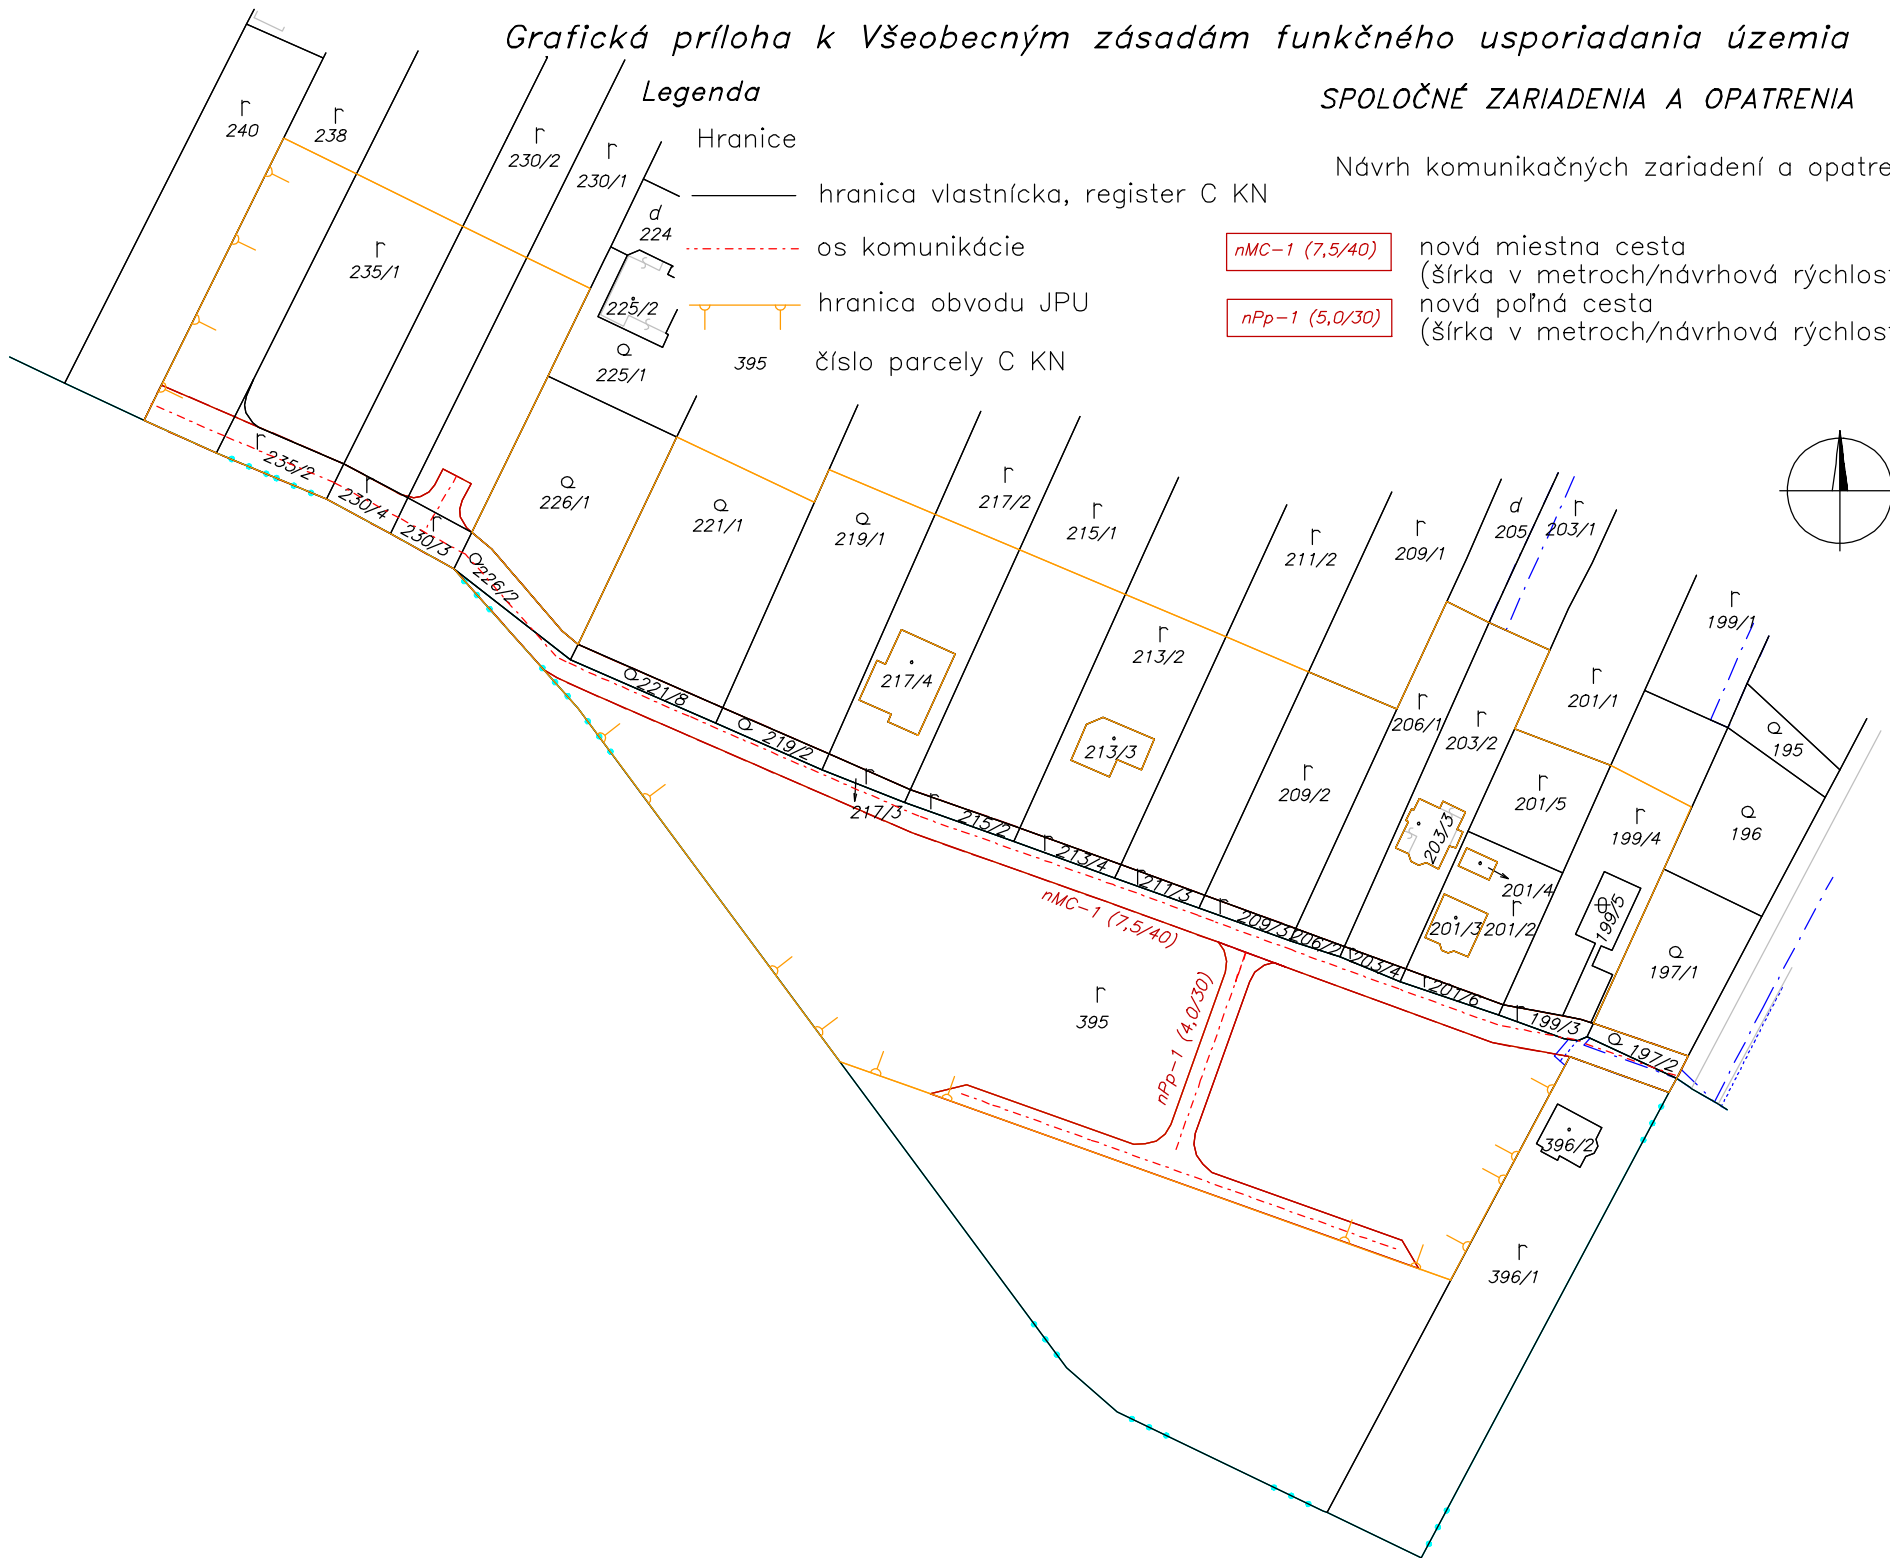 Grafická príloha k Všeobecným zásadám funkčného usporiadania územia
Legenda
SPOLOČNÉ ZARIADENIA A OPATRENIA
Hranice
Návrh komunikačných zariadení a opatre
hranica vlastnícka, register C KN
os komunikácie
hranica obvodu JPU
395 číslo parcely C KN
nMC-1 (7,5/40) nová miestna cesta
(šírka v metroch/návrhová rýchlosť
nPp-1 (5,0/30) nová poľná cesta
(šírka v metroch/návrhová rýchlosť
240
238
235/1
230/2
230/1
d
224
225/2
225/1
235/2
230/4
230/3
226/2
226/1
221/1
219/1
217/2
215/1
211/2
209/1
d
205
203/1
199/1
195
196
197/1
201/1
206/1
203/2
201/5
199/4
213/2
209/2
217/4
213/3
203/3
201/4
201/3
201/2
199/5
221/8
219/2
217/3
215/2
213/4
211/3
209/3
206/2
203/4
201/6
199/3
197/2
nMC-1 (7,5/40)
nPp-1 (4,0/30)
r
395
396/2
r
396/1